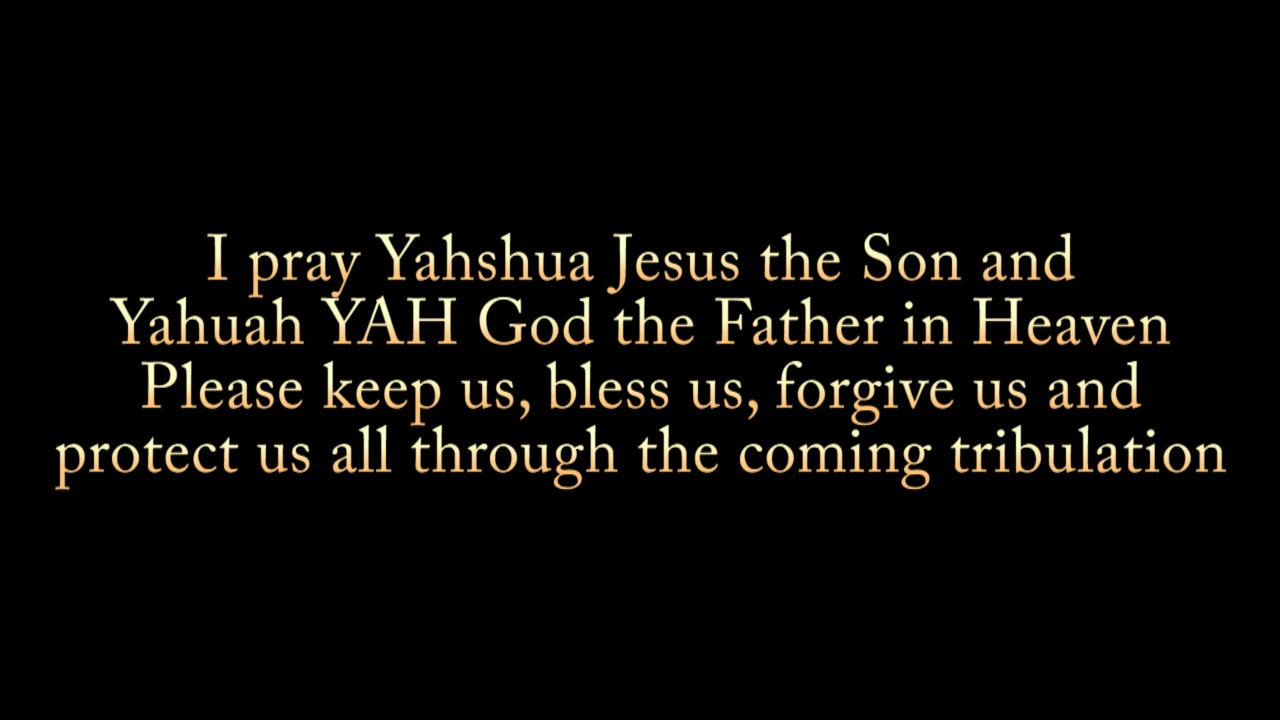 I pray Yahshua Jesus the Son and
Yahuah YAH God the Father in Heaven
Please keep us, bless us, forgive us and
protect us all through the coming tribulation